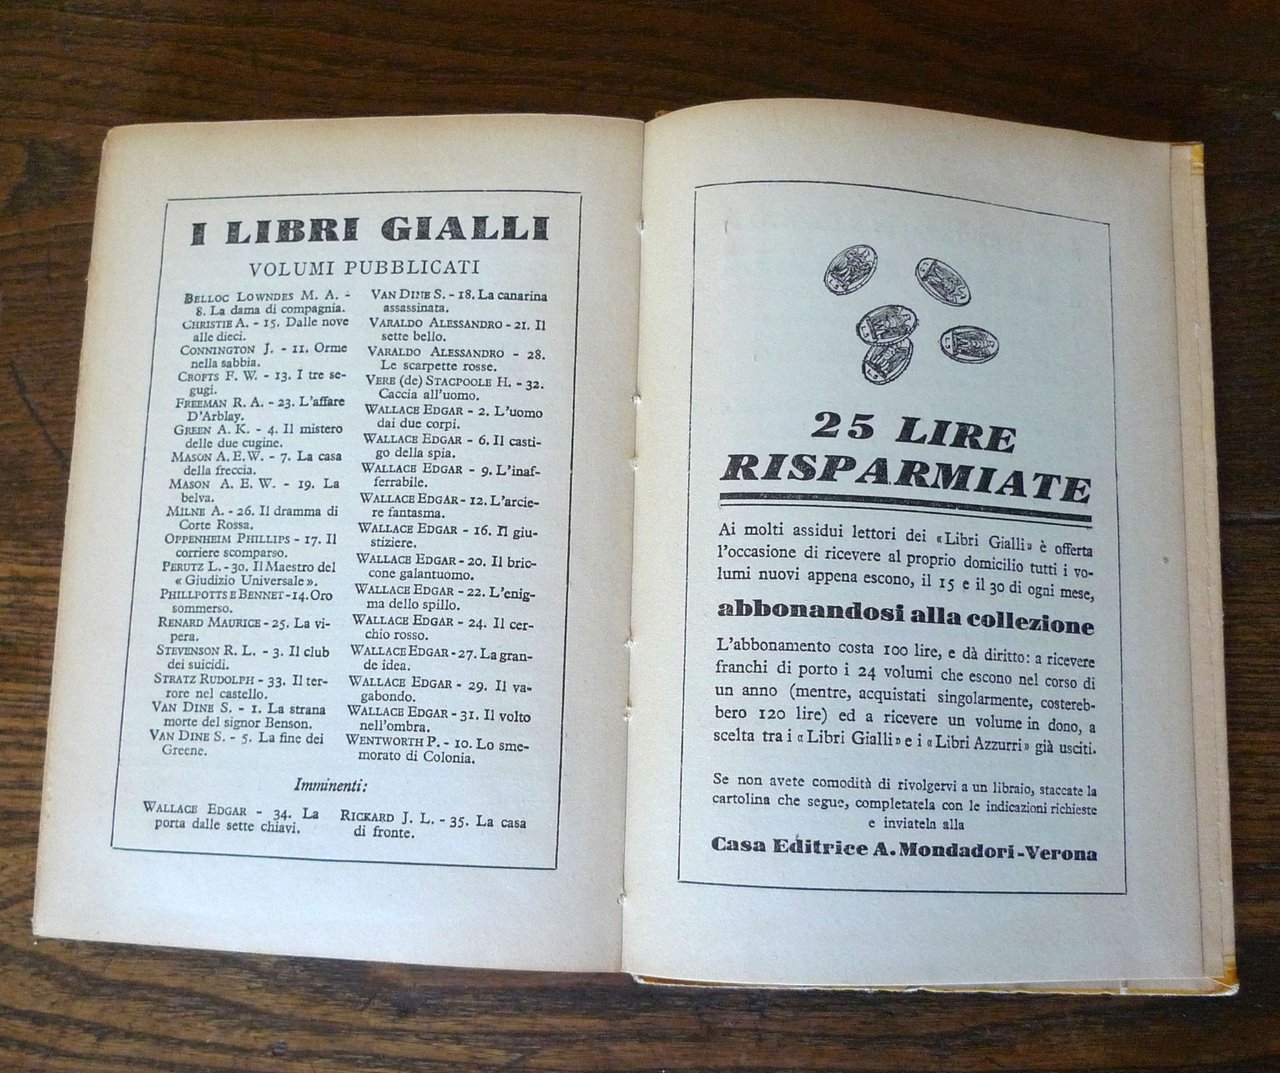 I LIBRI GIALLI
VOLUMI PUBBLICATI
BELLOC LOWNDES M. A. -
8. La dama di compagnia.
CHRISTIE A. - 15. Dalle nove
alle dieci.
CONNINGTON J. - 11. Orme
nella sabbia.
CROFTS F. W. - 13. I tre se-
gugi.
FREEMAN R. A. - 23. L'affare
D'Arblay.
GREEN A. K. - 4. Il mistero
delle due cugine.
MASON A. E. W. - 7. La casa
della freccia.
MASON A. E. W. - 19. La
belva.
MILNE A. - 26. Il dramma di
Corte Rossa.
OPPENHEIM PHILLIPS - 17. Il
corriere scomparso.
PERUTZ L. - 30. Il Maestro del
« Giudizio Universale ».
PHILLPOTTS E BENNET - 14. Oro
sommerso.
RENARD MAURICE - 25. La vi-
pera.
STEVENSON R. L. - 3. Il club
dei suicidi.
STRATZ RUDOLPH - 33. Il ter-
rore nel castello.
VAN DINE S. - 1. La strana
morte del signor Benson.
VAN DINE S. - 5. La fine dei
Greene.
VAN DINE S. - 18. La canarina
assassinata.
VARALDO ALESSANDRO - 21. Il
sette bello.
VARALDO ALESSANDRO - 28.
Le scarpette rosse.
VERE (de) STACPOOLE H. - 32.
Caccia all'uomo.
WALLACE EDGAR - 2. L'uomo
dai due corpi.
WALLACE EDGAR - 6. Il casti-
go della spia.
WALLACE EDGAR - 9. L'inaf-
ferrabile.
WALLACE EDGAR - 12. L'arcie-
re fantasma.
WALLACE EDGAR - 16. Il giu-
stiziere.
WALLACE EDGAR - 20. Il bric-
cone galantuomo.
WALLACE EDGAR - 22. L'enig-
ma dello spillo.
WALLACE EDGAR - 24. Il cer-
chio rosso.
WALLACE EDGAR - 27. La gran-
de idea.
WALLACE EDGAR - 29. Il va-
gabondo.
WALLACE EDGAR - 31. Il volto
nell'ombra.
WENTWORTH P. - 10. Lo sme-
morato di Colonia.
Imminenti:
WALLACE EDGAR - 34. La
porta dalle sette chiavi.
RICKARD J. L. - 35. La casa
di fronte.
L. 5
L. 5
L. 5
L. 5
L. 5
25 LIRE
RISPARMIATE
Ai molti assidui lettori dei «Libri Gialli» è offerta
l'occasione di ricevere al proprio domicilio tutti i vo-
lumi nuovi appena escono, il 15 e il 30 di ogni mese,
abbonandosi alla collezione
L'abbonamento costa 100 lire, e dà diritto: a ricevere
franchi di porto i 24 volumi che escono nel corso di
un anno (mentre, acquistati singolarmente, costereb-
bero 120 lire) ed a ricevere un volume in dono, a
scelta tra i «Libri Gialli» e i «Libri Azzurri» già usciti.
Se non avete comodità di rivolgervi a un libraio, staccate la
cartolina che segue, completatela con le indicazioni richieste
e inviatela alla
Casa Editrice A. Mondadori-Verona